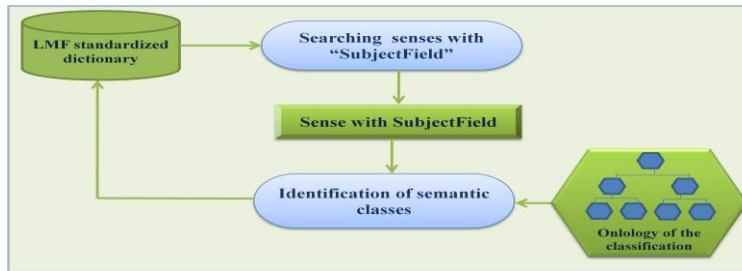 LMF standardized
dictionary
Searching senses with
“SubjectField”
Sense with SubjectField
Identification of semantic
classes
Onlology of the
classification